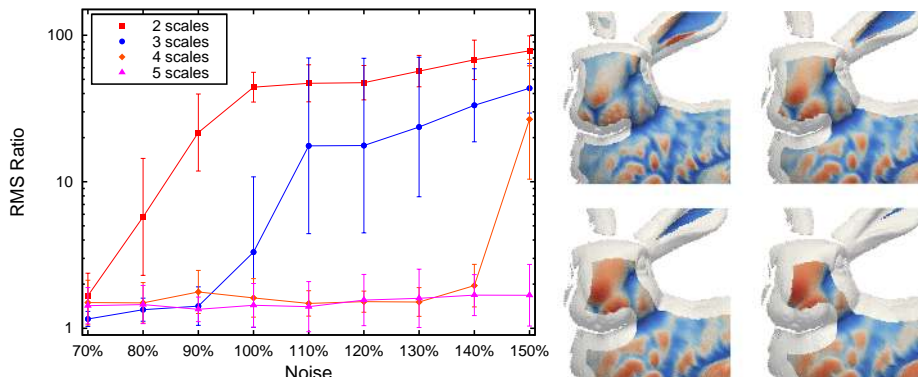 100
10
1
RMS Ratio
2 scales
3 scales
4 scales
5 scales
70% 80% 90% 100% 110% 120% 130% 140% 150%
Noise